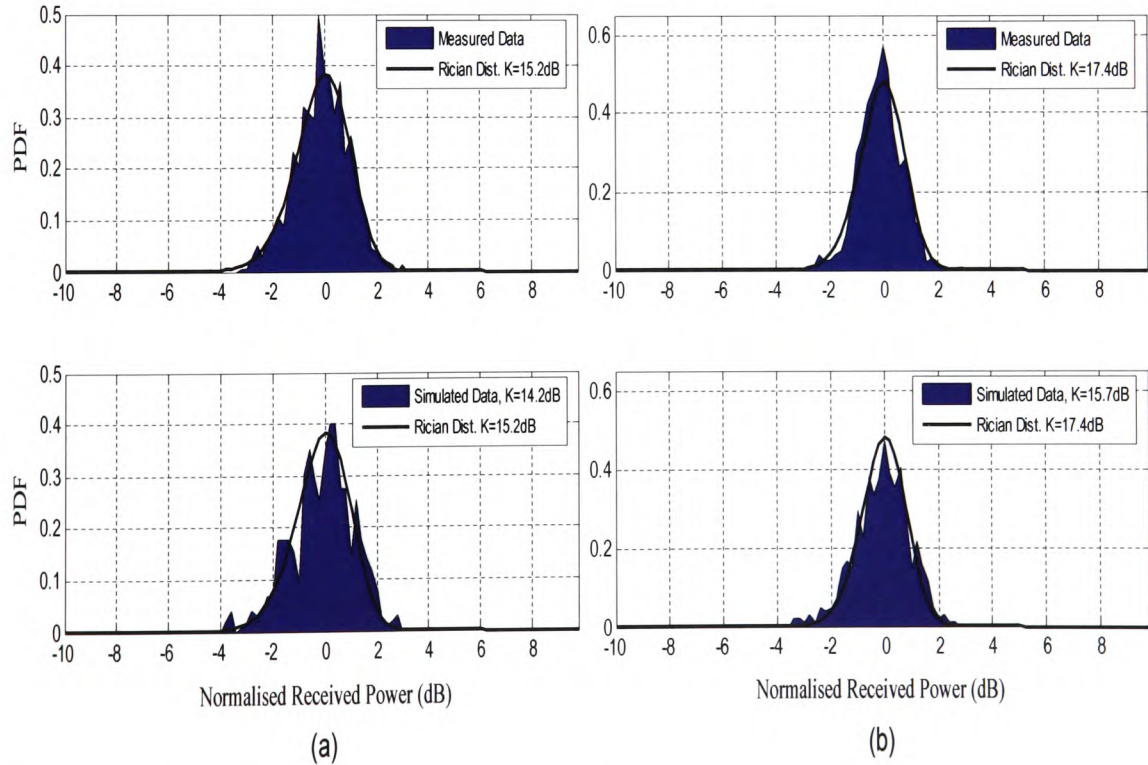 0.5
0.4
0.3
0.2
0.1
0
PDF
Measured Data
Rician Dist. K=15.2dB
-10 -8 -6 -4 -2 0 2 4 6 8
0.6
0.4
0.2
0
Measured Data
Rician Dist. K=17.4dB
-10 -8 -6 -4 -2 0 2 4 6 8
0.5
0.4
0.3
0.2
0.1
0
PDF
Simulated Data, K=14.2dB
Rician Dist. K=15.2dB
-10 -8 -6 -4 -2 0 2 4 6 8
Normalised Received Power (dB)
(a)
0.6
0.4
0.2
0
Simulated Data, K=15.7dB
Rician Dist. K=17.4dB
-10 -8 -6 -4 -2 0 2 4 6 8
Normalised Received Power (dB)
(b)